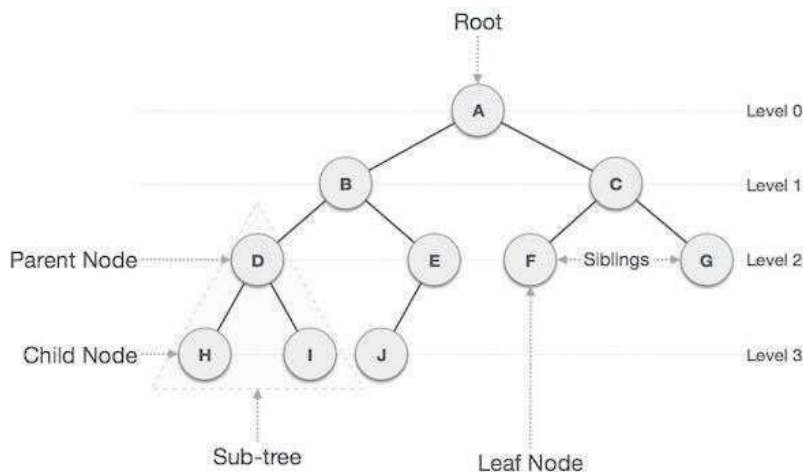 Root
A
Level 0
B
C
Level 1
Parent Node
D
E
F
Siblings
G
Level 2
Child Node
H
I
J
Level 3
Sub-tree
Leaf Node